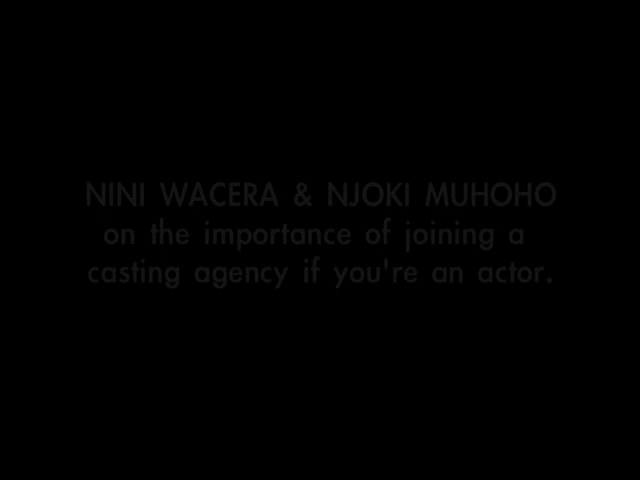 NINI WACERA & NJOKI MUHOHO
on the importance of joining a
casting agency if you're an actor.